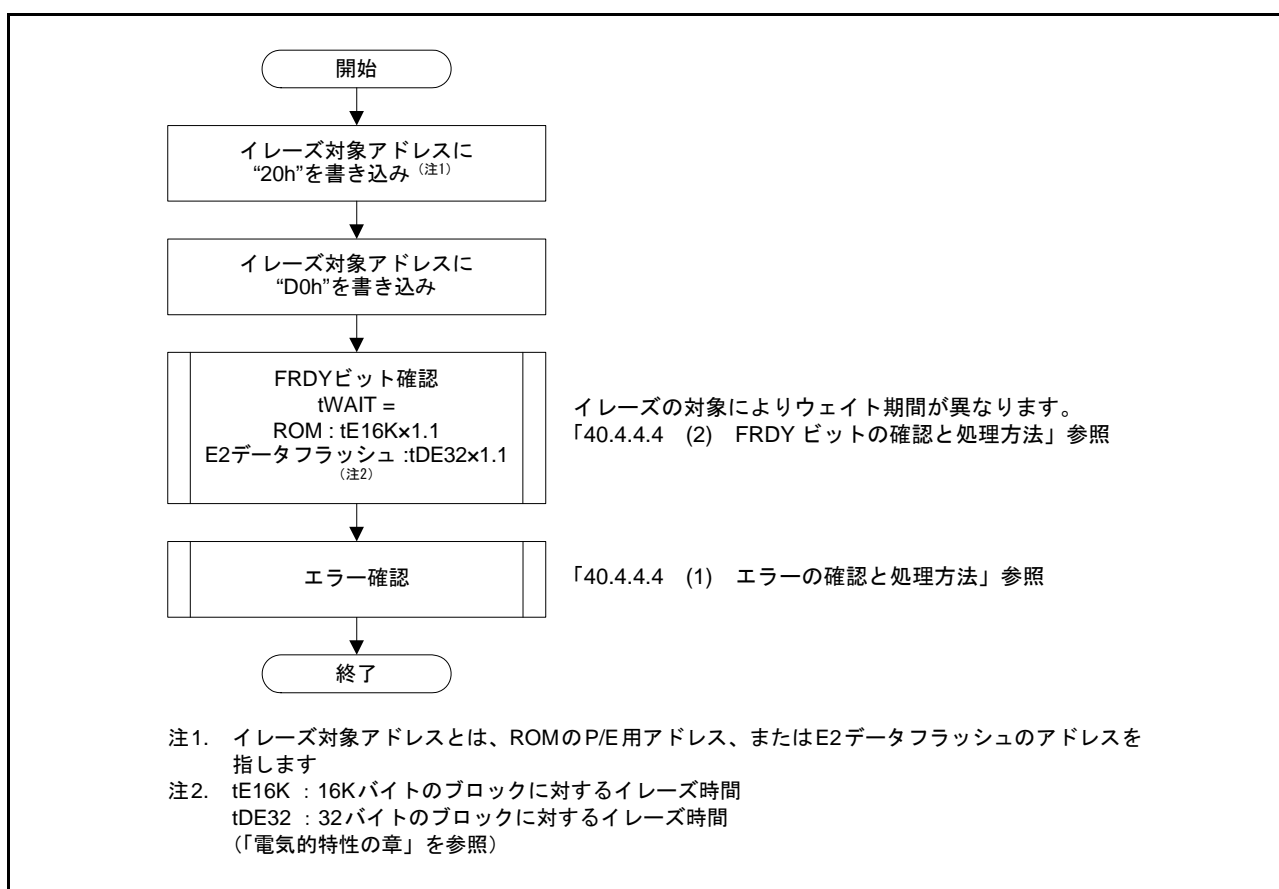 開始
イレーズ対象アドレスに
“20h”を書き込み（注1）
イレーズ対象アドレスに
“D0h”を書き込み
FRDYビット確認
tWAIT =
ROM : tE16K×1.1
E2データフラッシュ :tDE32×1.1
（注2）
イレーズの対象によりウェイト期間が異なります。
「40.4.4.4 (2) FRDY ビットの確認と処理方法」参照
エラー確認
「40.4.4.4 (1) エラーの確認と処理方法」参照
終了
注1. イレーズ対象アドレスとは、ROMのP/E用アドレス、またはE2データフラッシュのアドレスを
指します
注2. tE16K ：16Kバイトのブロックに対するイレーズ時間
tDE32 ：32バイトのブロックに対するイレーズ時間
（「電気的特性の章」を参照）